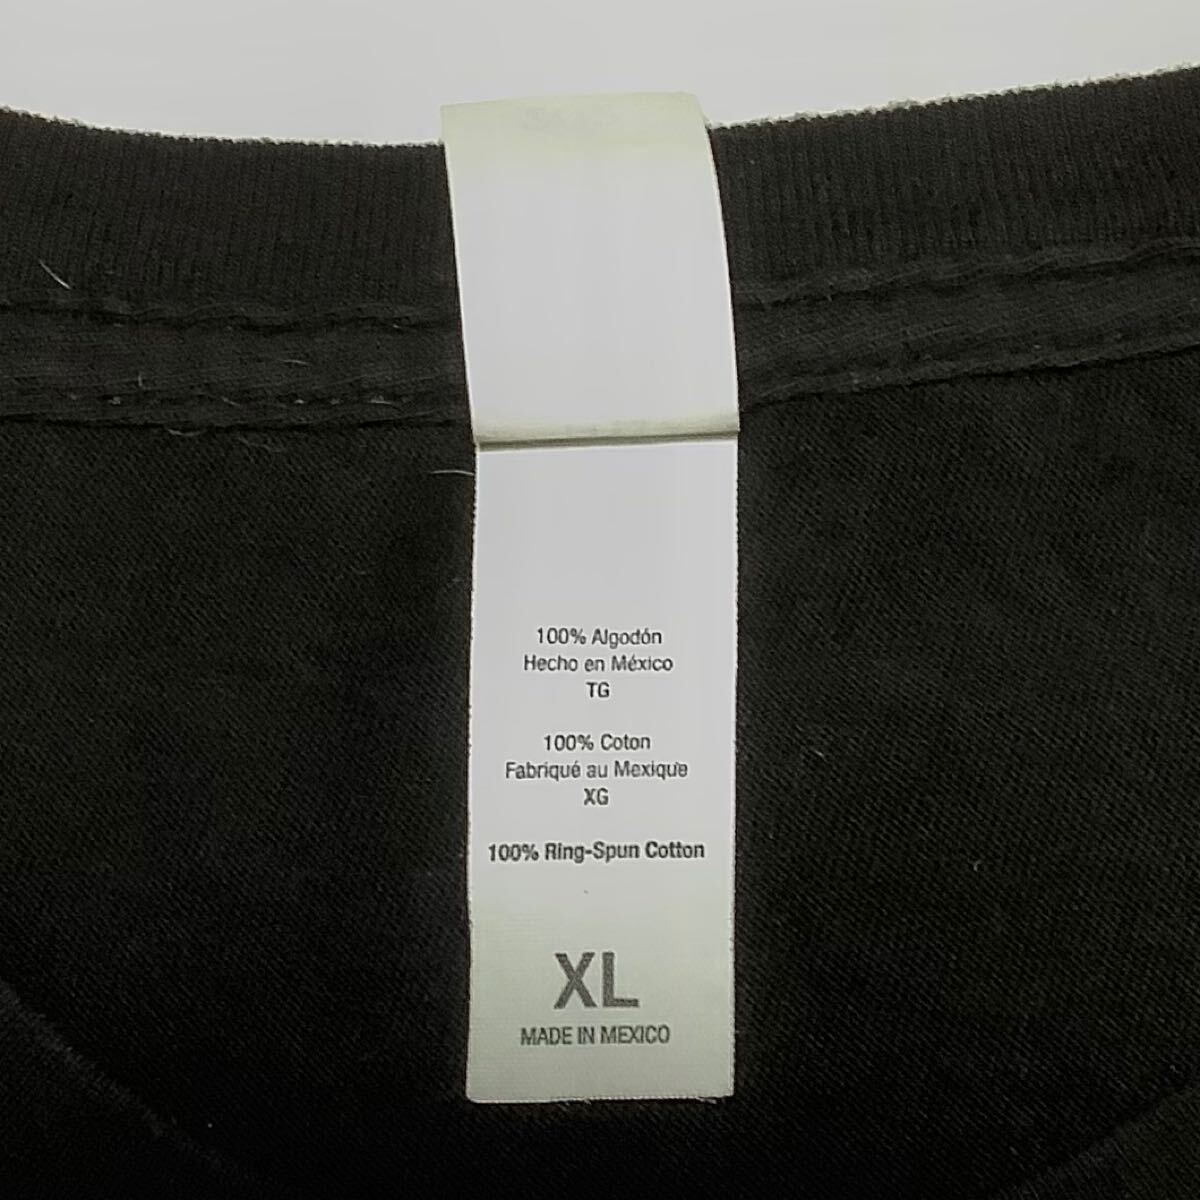 100% Algodón
Hecho en México
TG
100% Coton
Fabriqué au Mexique
XG
100% Ring-Spun Cotton
XL
MADE IN MEXICO